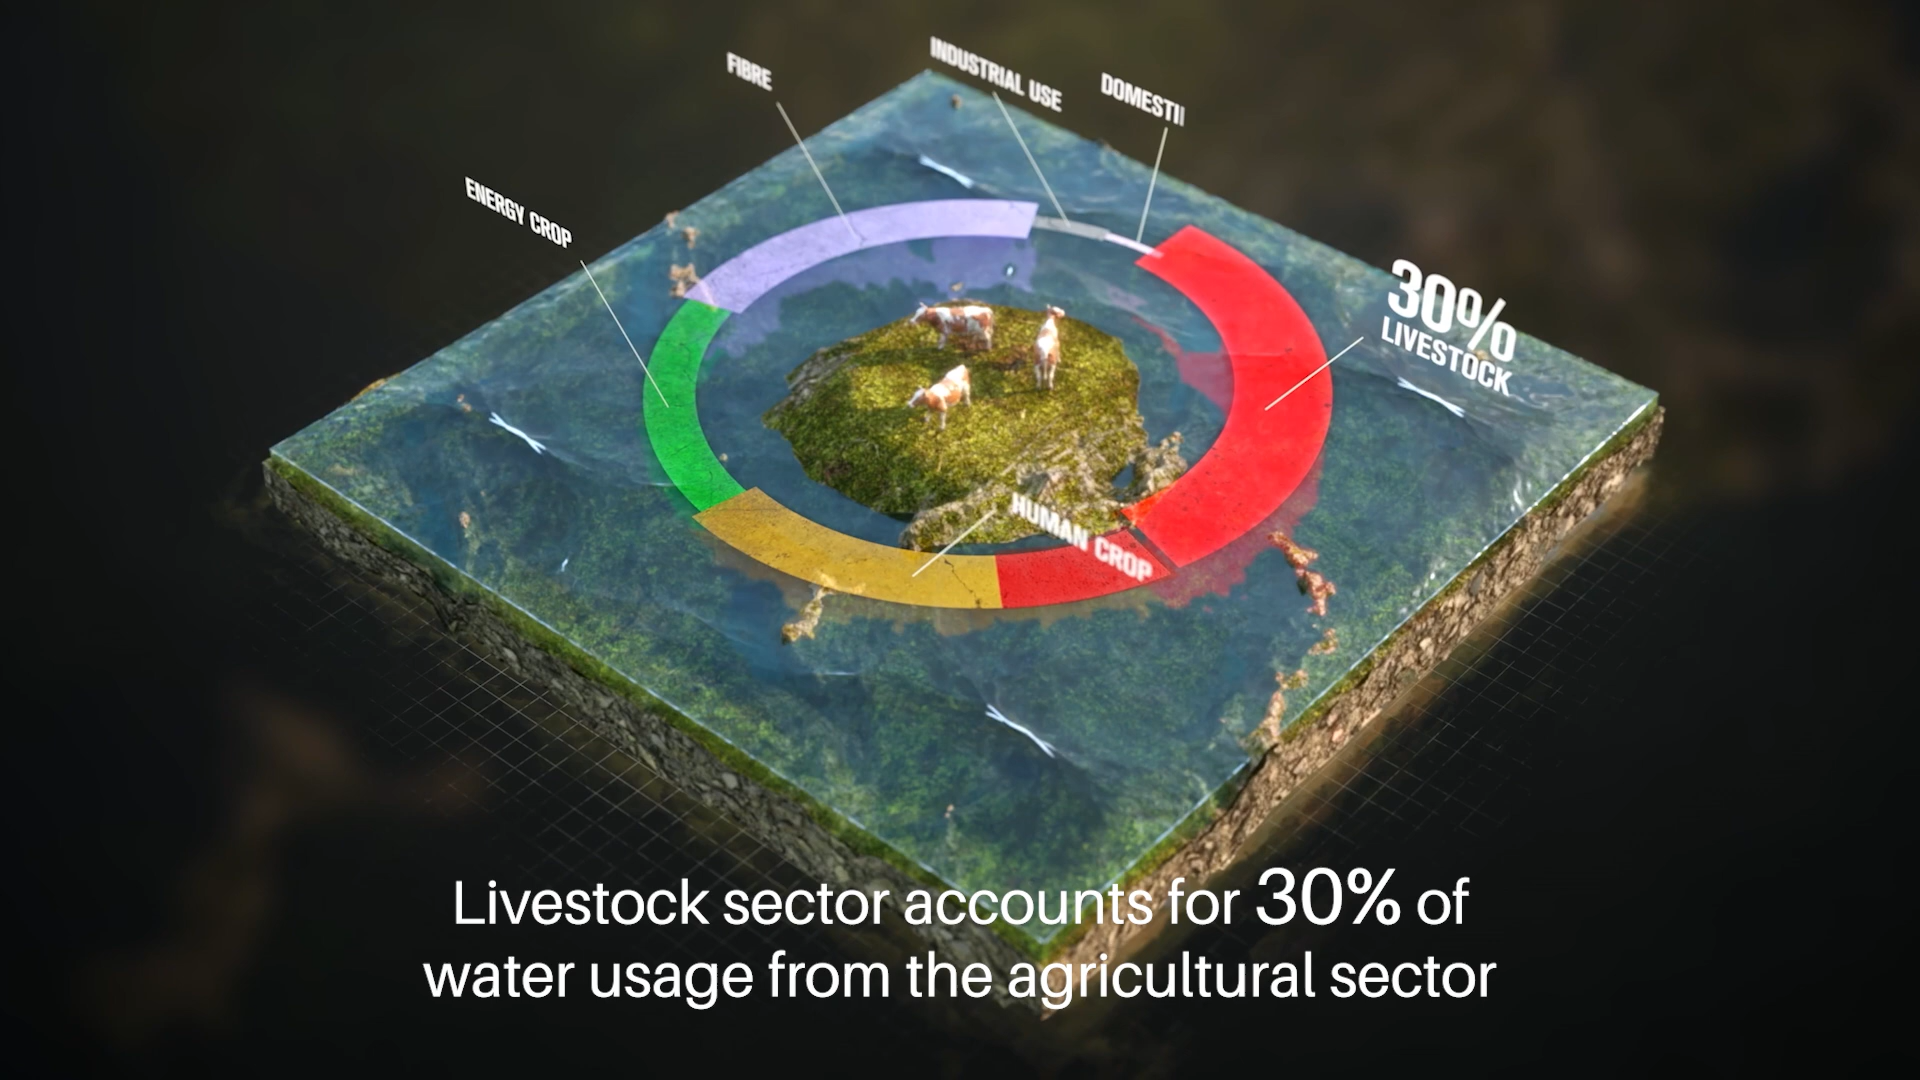 FIBRE
INDUSTRIAL USE
DOMESTI
ENERGY CROP
30%
LIVESTOCK
HUMAN CROP
Livestock sector accounts for 30% of
water usage from the agricultural sector